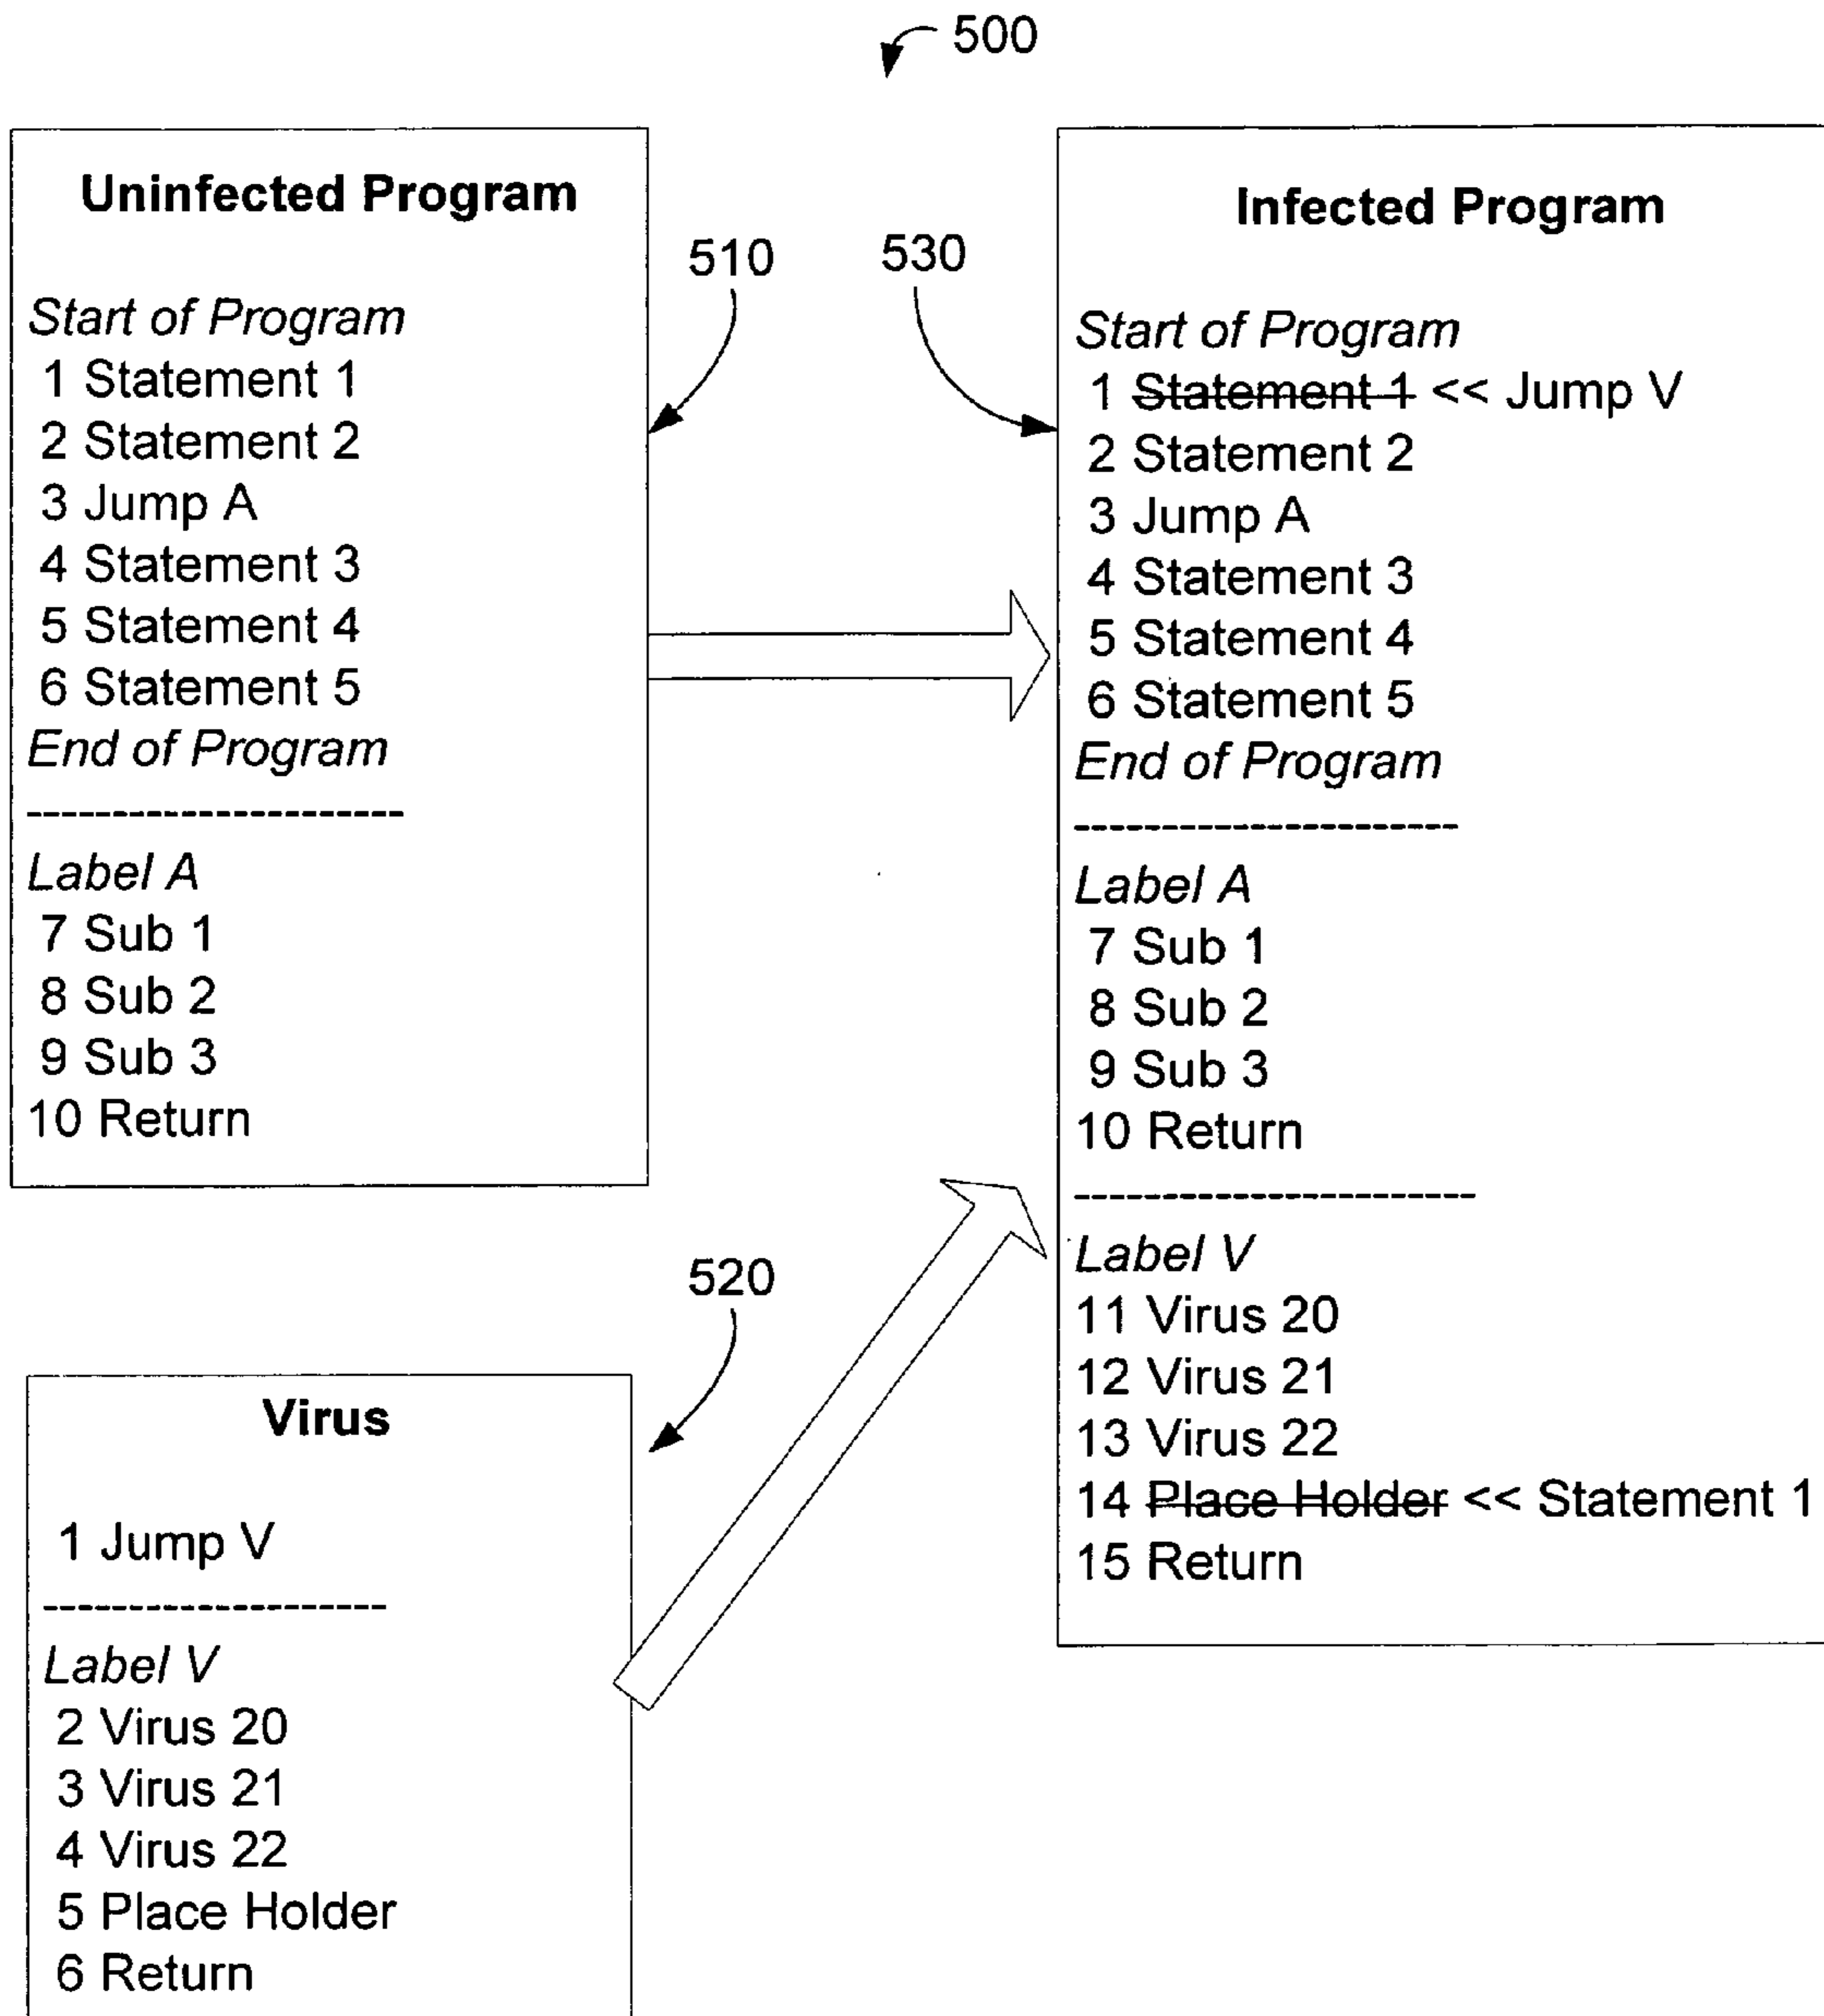 500
Uninfected Program
Start of Program
1 Statement 1
2 Statement 2
3 Jump A
4 Statement 3
5 Statement 4
6 Statement 5
End of Program
----------------------
Label A
7 Sub 1
8 Sub 2
9 Sub 3
10 Return
510
530
Infected Program
Start of Program
1 Statement 1 << Jump V
2 Statement 2
3 Jump A
4 Statement 3
5 Statement 4
6 Statement 5
End of Program
----------------------
Label A
7 Sub 1
8 Sub 2
9 Sub 3
10 Return
-----------------------
Label V
11 Virus 20
12 Virus 21
13 Virus 22
14 Place Holder << Statement 1
15 Return
520
Virus
1 Jump V
--------------------
Label V
2 Virus 20
3 Virus 21
4 Virus 22
5 Place Holder
6 Return